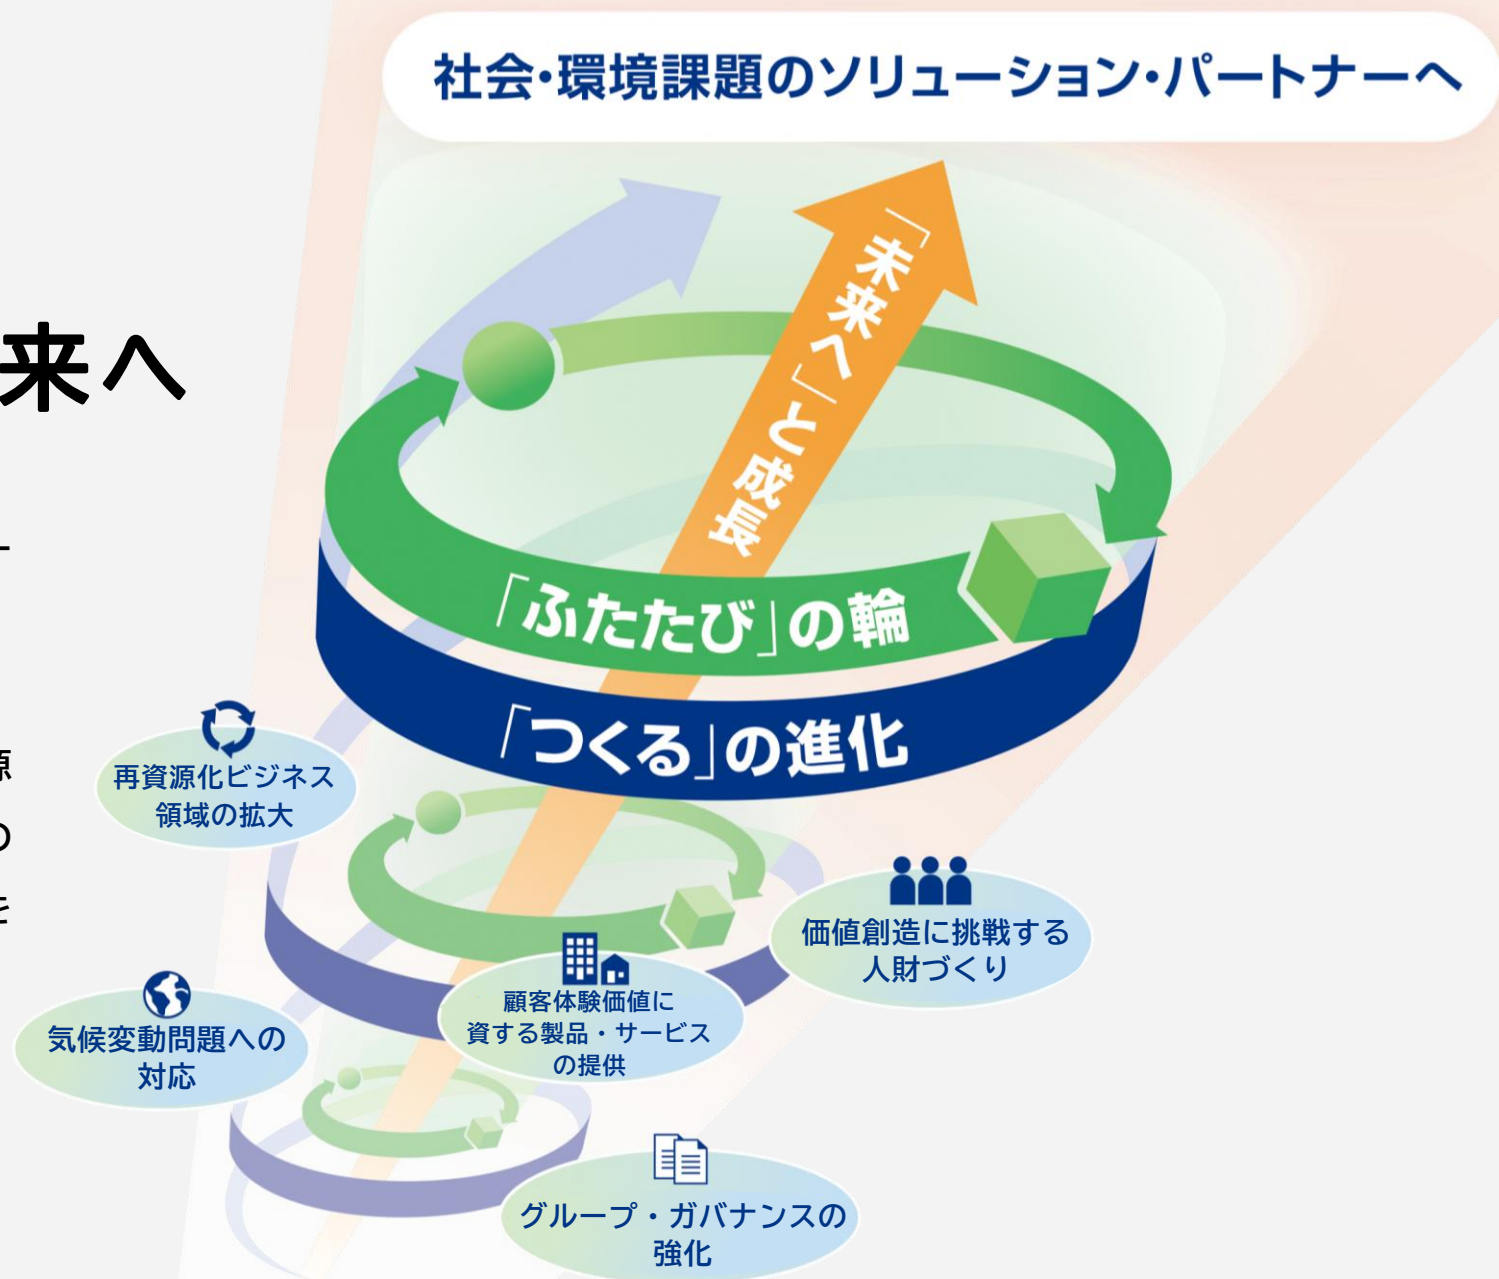 社会・環境課題のソリューション・パートナーへ
来へ
ー
源
の
を
「未来へ」と成長
「ふたたび」の輪
「つくる」の進化
再資源化ビジネス
領域の拡大
価値創造に挑戦する
人財づくり
顧客体験価値に
資する製品・サービス
の提供
気候変動問題への
対応
グループ・ガバナンスの
強化